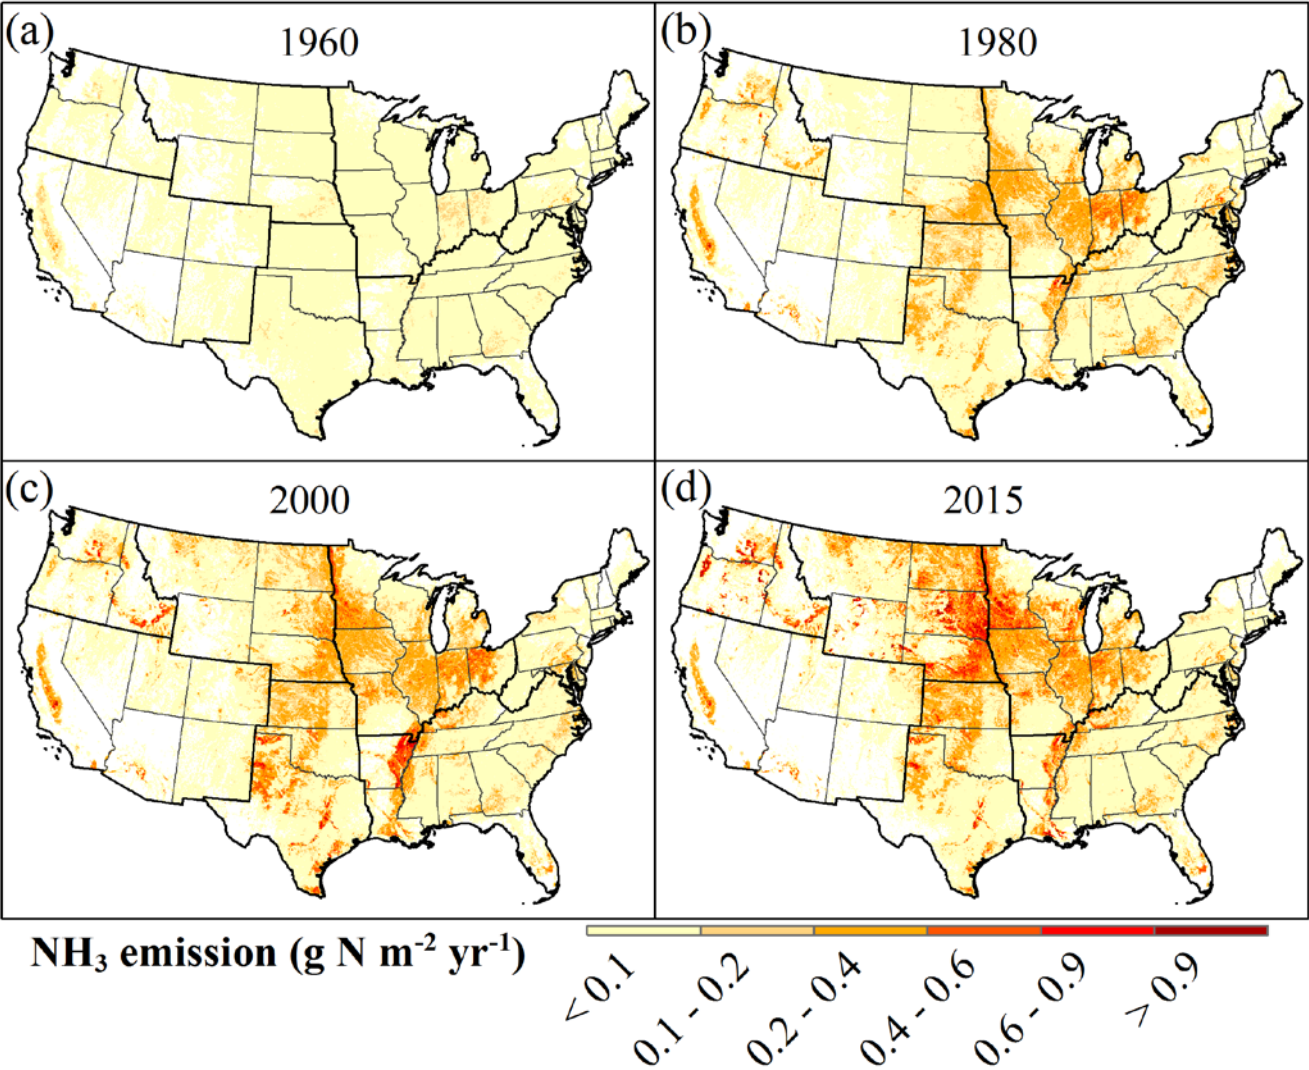 (a) 1960
(b) 1980
(c) 2000
(d) 2015
NH₃ emission (g N m⁻² yr⁻¹)
< 0.1
0.1 - 0.2
0.2 - 0.4
0.4 - 0.6
0.6 - 0.9
> 0.9